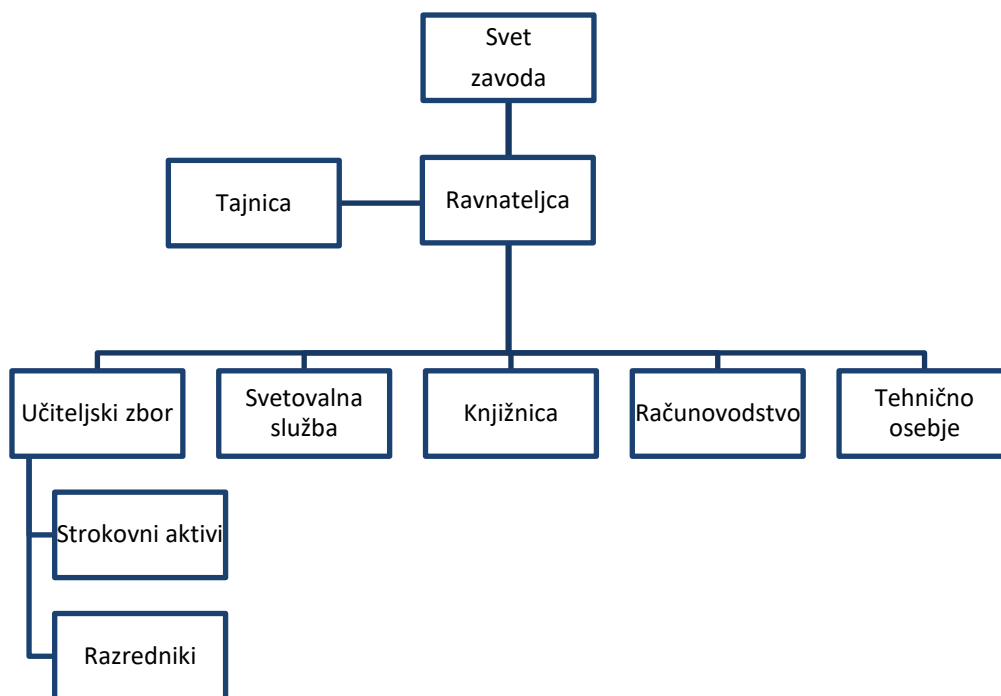 Svet
zavoda
Tajnica
Ravnateljca
Učiteljski zbor
Svetovalna
služba
Knjižnica
Računovodstvo
Tehnično
osebje
Strokovni aktivi
Razredniki